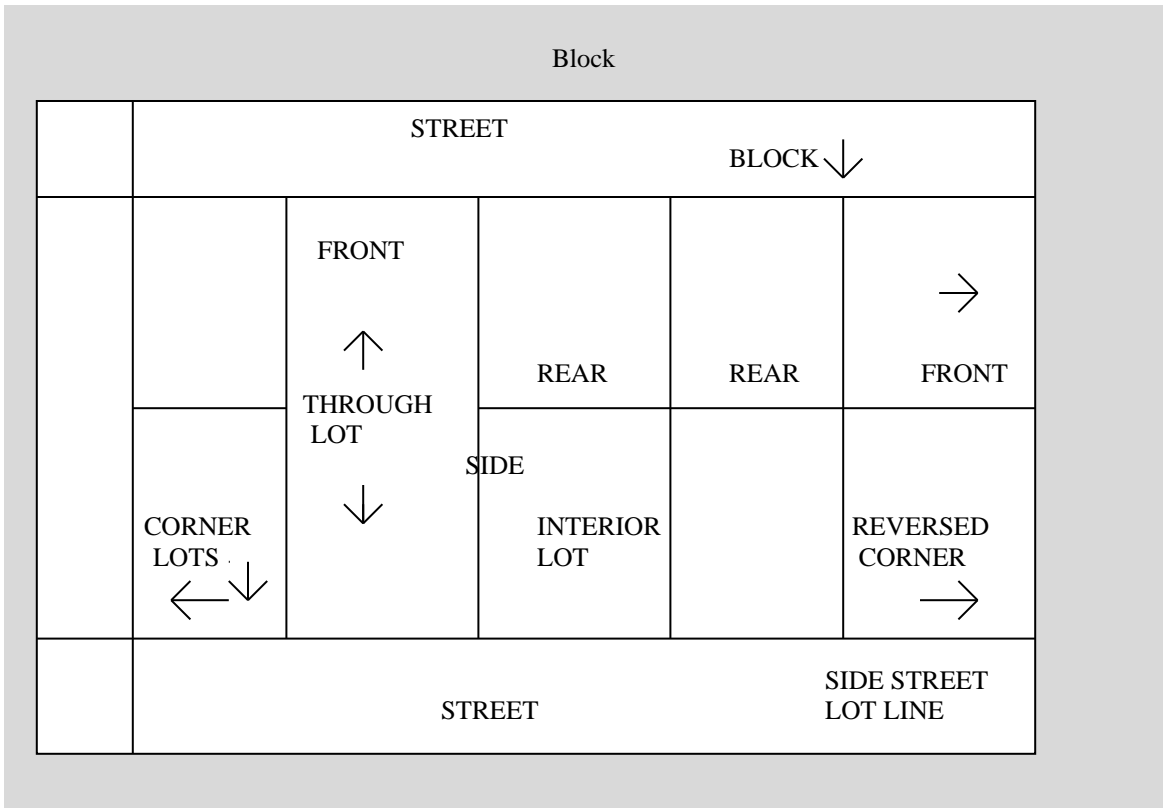 Block
STREET
BLOCK
FRONT
REAR
REAR
FRONT
THROUGH
LOT
SIDE
CORNER
LOTS
INTERIOR
LOT
REVERSED
CORNER
SIDE STREET
LOT LINE
STREET